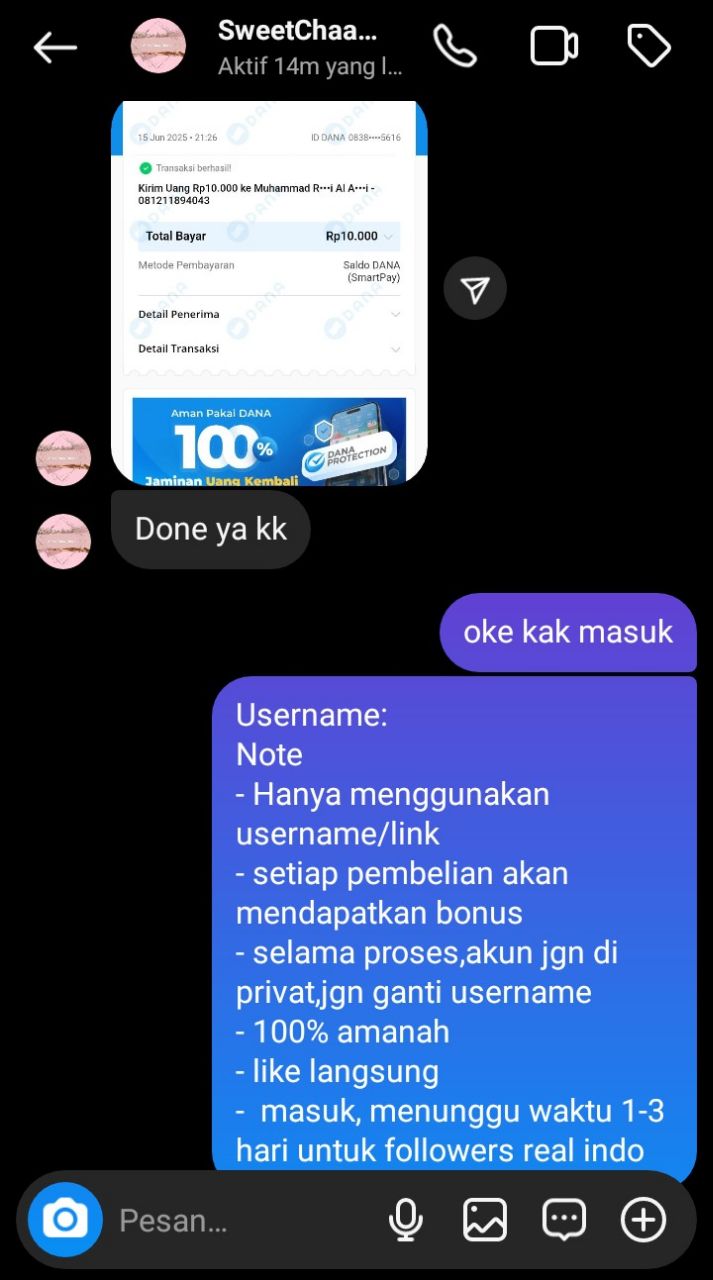 SweetChaa...
Aktif 14m yang l...
15 Jun 2025 • 21:26 ID DANA 0838••••5616
Transaksi berhasil!
Kirim Uang Rp10.000 ke Muhammad R•••i Al A•••i -
081211894043
Total Bayar Rp10.000
Metode Pembayaran Saldo DANA
(SmartPay)
Detail Penerima
Detail Transaksi
Aman Pakai DANA
100%
DANA
PROTECTION
Jaminan Uang Kembali
Done ya kk
oke kak masuk
Username:
Note
- Hanya menggunakan
username/link
- setiap pembelian akan
mendapatkan bonus
- selama proses,akun jgn di
privat,jgn ganti username
- 100% amanah
- like langsung
-  masuk, menunggu waktu 1-3
hari untuk followers real indo
Pesan...